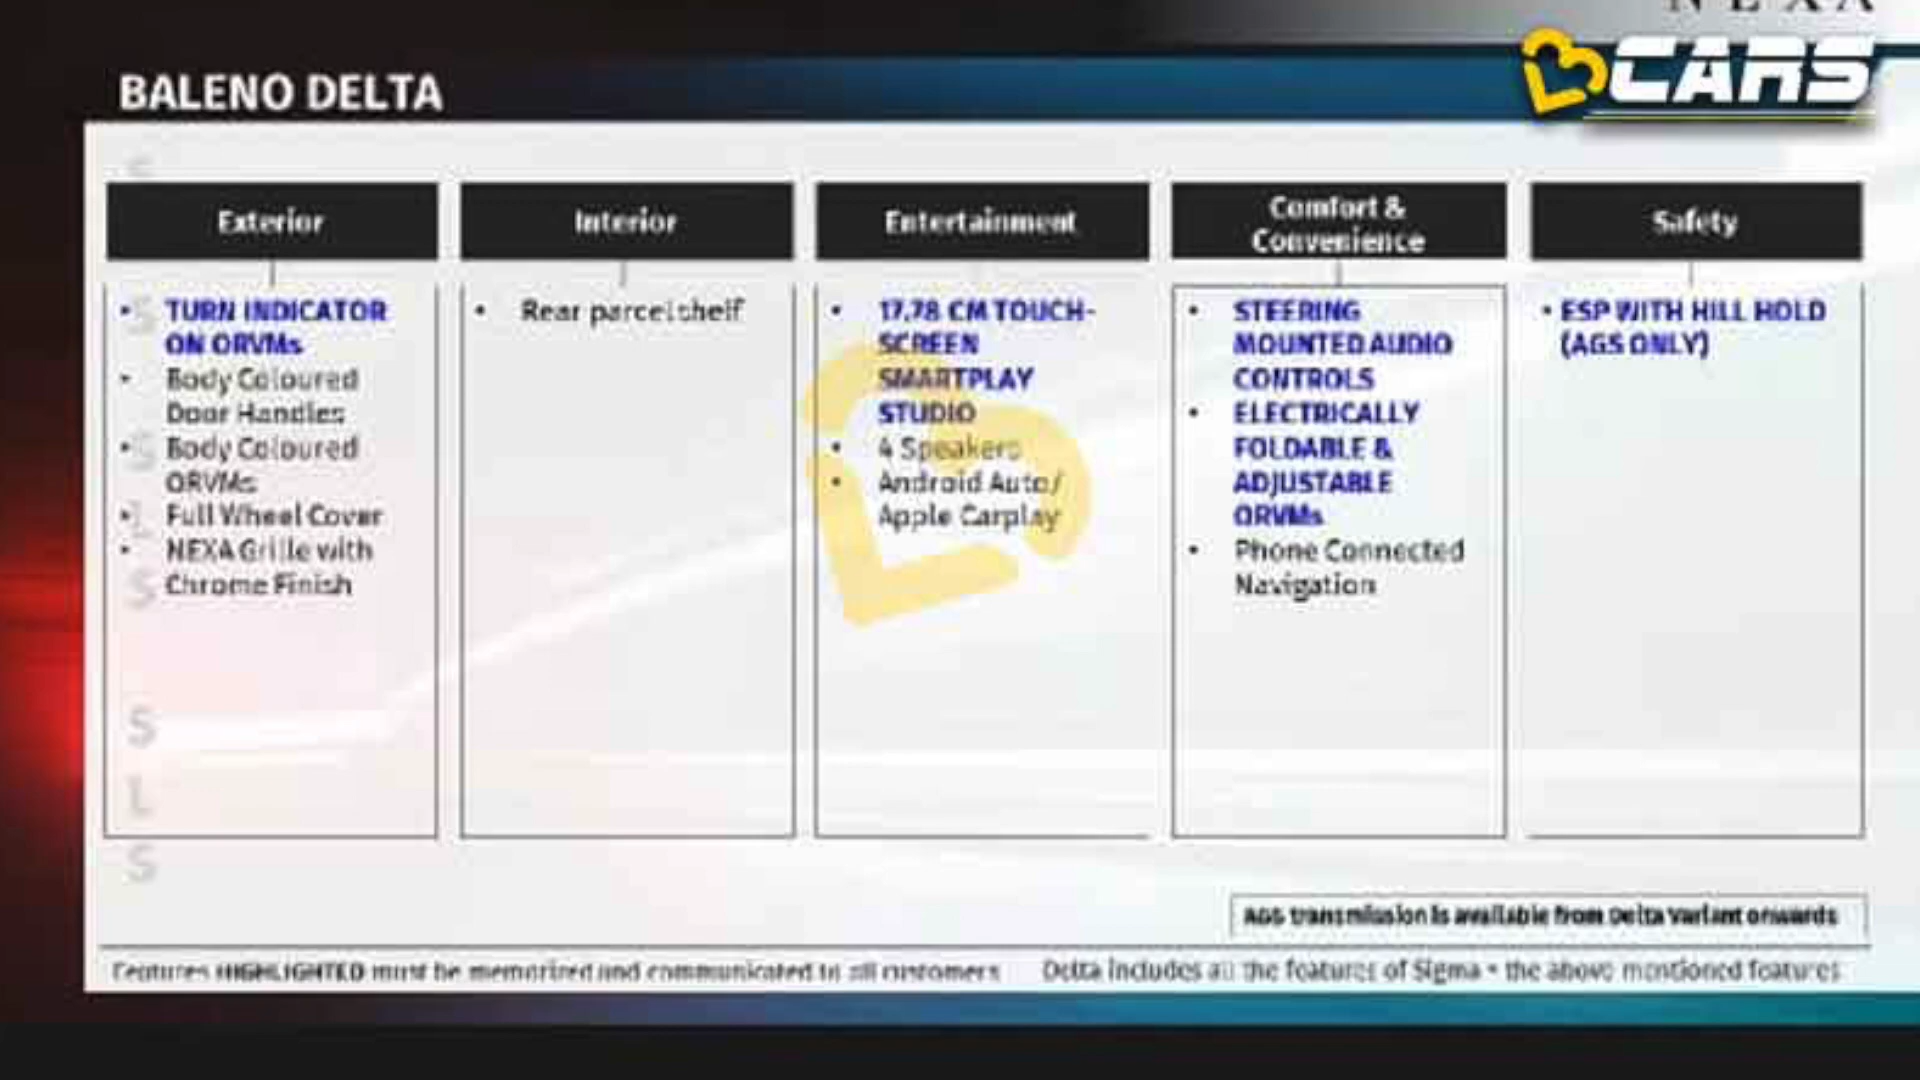 NEXA
CARS
BALENO DELTA
Exterior
Interior
Entertainment
Comfort &
Convenience
Safety
• TURN INDICATOR
ON ORVMs
• Body Coloured
Door Handles
• Body Coloured
ORVMs
• Full Wheel Cover
• NEXA Grille with
Chrome Finish
• Rear parcel shelf
• 17.78 CM TOUCH-
SCREEN
SMARTPLAY
STUDIO
• 4 Speakers
• Android Auto/
Apple Carplay
• STEERING
MOUNTED AUDIO
CONTROLS
• ELECTRICALLY
FOLDABLE &
ADJUSTABLE
ORVMs
• Phone Connected
Navigation
• ESP WITH HILL HOLD
(AGS ONLY)
S
L
S
AGS transmission is available from Delta Variant onwards
Features HIGHLIGHTED must be memorized and communicated to all customers
Delta includes all the features of Sigma + the above mentioned features